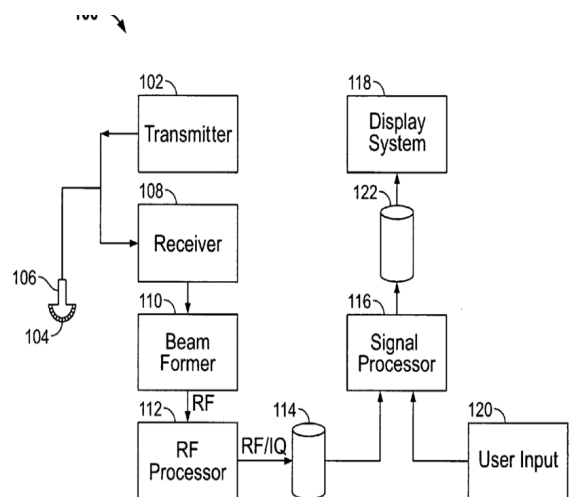 102
Transmitter
118
Display
System
108
Receiver
122
106
104
110
Beam
Former
116
Signal
Processor
RF
112
RF
Processor
RF/IQ
114
120
User Input